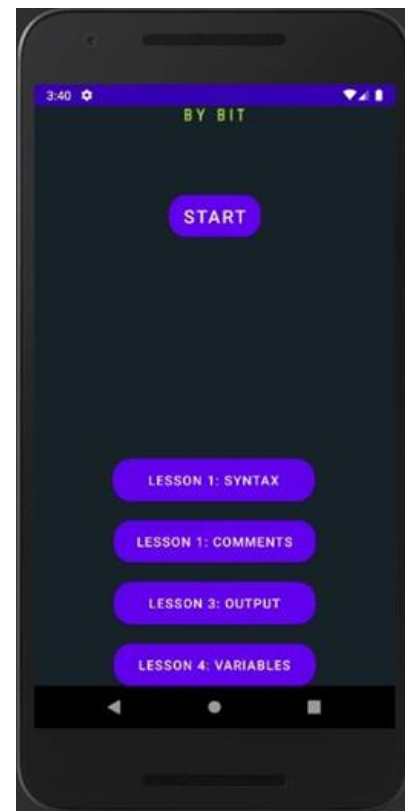 3:40
BY BIT
START
LESSON 1: SYNTAX
LESSON 1: COMMENTS
LESSON 3: OUTPUT
LESSON 4: VARIABLES